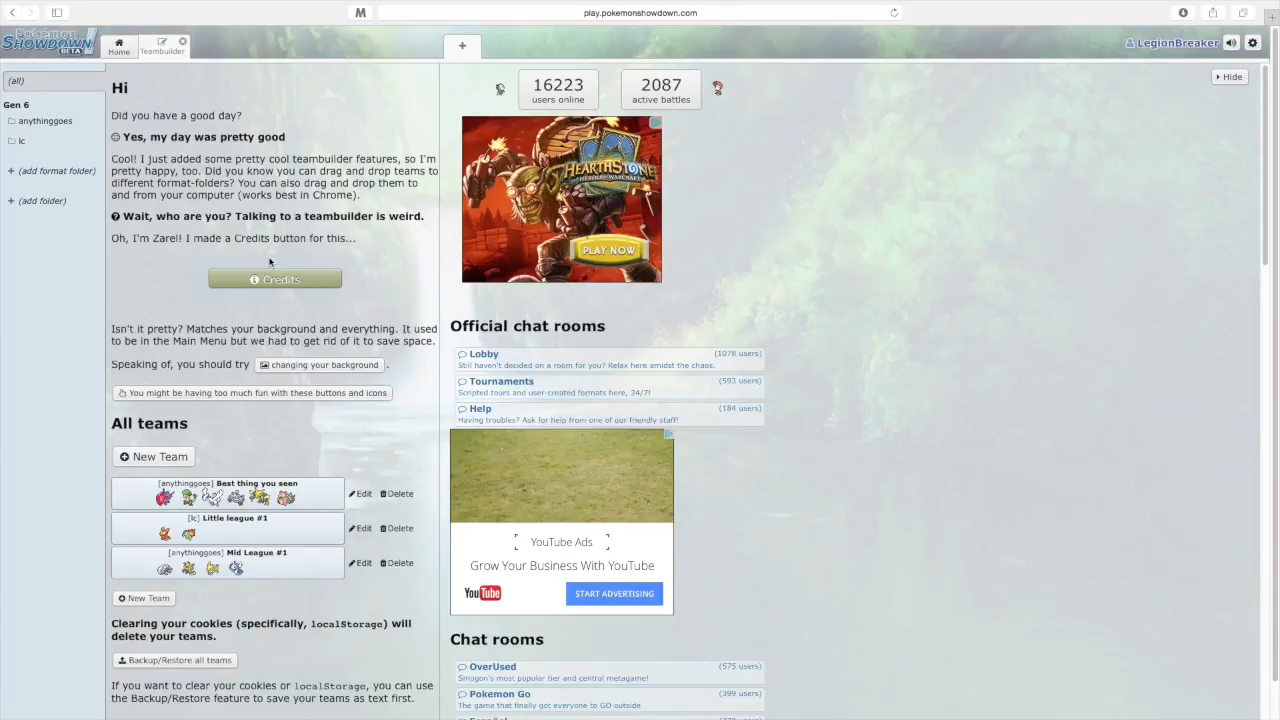 M
play.pokemonshowdown.com
Pokémon
SHOWDOWN!
BETA
Home
Teambuilder
+
LegionBreaker
(all)
Gen 6
anythinggoes
lc
(add format folder)
(add folder)
Hi
Did you have a good day?
Yes, my day was pretty good
Cool! I just added some pretty cool teambuilder features, so I'm
pretty happy, too. Did you know you can drag and drop teams to
different format-folders? You can also drag and drop them to
and from your computer (works best in Chrome).
Wait, who are you? Talking to a teambuilder is weird.
Oh, I'm Zarel! I made a Credits button for this...
Credits
Isn't it pretty? Matches your background and everything. It used
to be in the Main Menu but we had to get rid of it to save space.
Speaking of, you should try changing your background .
You might be having too much fun with these buttons and icons
All teams
New Team
[anythinggoes] Best thing you seen
Edit Delete
[lc] Little league #1
Edit Delete
[anythinggoes] Mid League #1
Edit Delete
New Team
Clearing your cookies (specifically, localStorage) will
delete your teams.
Backup/Restore all teams
If you want to clear your cookies or localStorage, you can use
the Backup/Restore feature to save your teams as text first.
16223
users online
2087
active battles
Hide
HEARTHSTONE
HEROES OF WARCRAFT
PLAY NOW
Official chat rooms
Lobby (1078 users)
Still haven't decided on a room for you? Relax here amidst the chaos.
Tournaments (593 users)
Scripted tours and user-created formats here, 24/7!
Help (184 users)
Having troubles? Ask for help from one of our friendly staff!
YouTube Ads
Grow Your Business With YouTube
YouTube
START ADVERTISING
Chat rooms
OverUsed (575 users)
Smogon's most popular tier and central metagame!
Pokemon Go (399 users)
The game that finally got everyone to GO outside